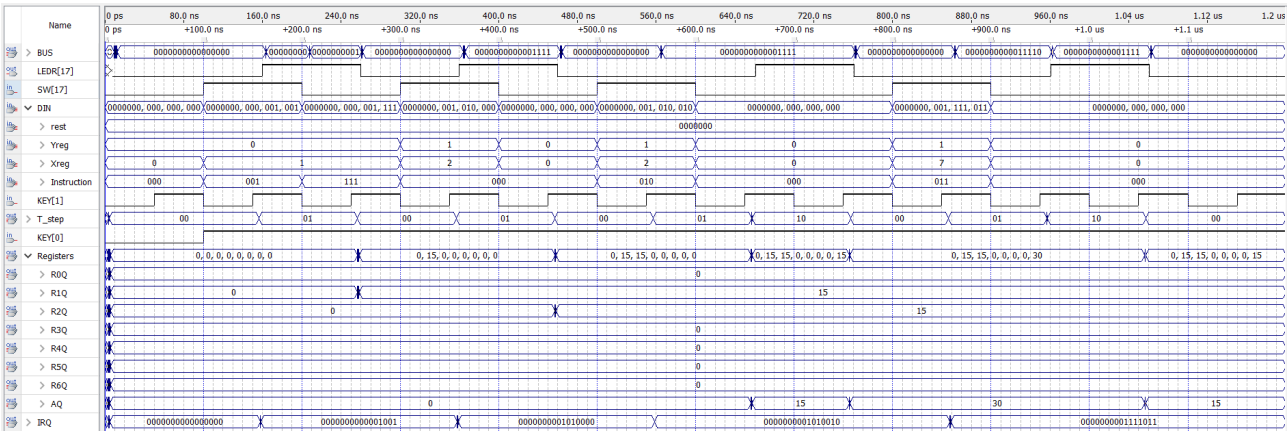 Name
0 ps 80.0 ns 160.0 ns 240.0 ns 320.0 ns 400.0 ns 480.0 ns 560.0 ns 640.0 ns 720.0 ns 800.0 ns 880.0 ns 960.0 ns 1.04 us 1.12 us 1.2 us
0 ps +100.0 ns +200.0 ns +300.0 ns +400.0 ns +500.0 ns +600.0 ns +700.0 ns +800.0 ns +900.0 ns +1.0 us +1.1 us
> BUS 0000000000000000 0000000000000000 0000000000001111 0000000000000000 0000000000001111 0000000000000000 0000000000011110 0000000000001111 0000000000000000
LEDR[17]
SW[17]
DIN 0000000, 000, 000, 000 0000000, 000, 001, 001 0000000, 000, 001, 111 0000000, 001, 010, 000 0000000, 000, 000, 000 0000000, 001, 010, 010 0000000, 000, 000, 000 0000000, 001, 111, 011 0000000, 000, 000, 000
> rest 0000000
> Yreg 0 1 0 1 0 1 0
> Xreg 0 1 2 0 2 0 7 0
> Instruction 000 001 111 000 010 000 011 000
KEY[1]
> T_step 00 01 00 01 00 01 10 00 01 10 00
KEY[0]
Registers 0, 0, 0, 0, 0, 0, 0, 0 0, 15, 0, 0, 0, 0, 0, 0 0, 15, 15, 0, 0, 0, 0, 0 0, 15, 15, 0, 0, 0, 0, 15 0, 15, 15, 0, 0, 0, 0, 30 0, 15, 15, 0, 0, 0, 0, 15
> R0Q 0
> R1Q 0 15
> R2Q 0 15
> R3Q 0
> R4Q 0
> R5Q 0
> R6Q 0
> AQ 0 15 30 15
> IRQ 0000000000000000 0000000000001001 0000000001010000 0000000001010010 0000000001111011